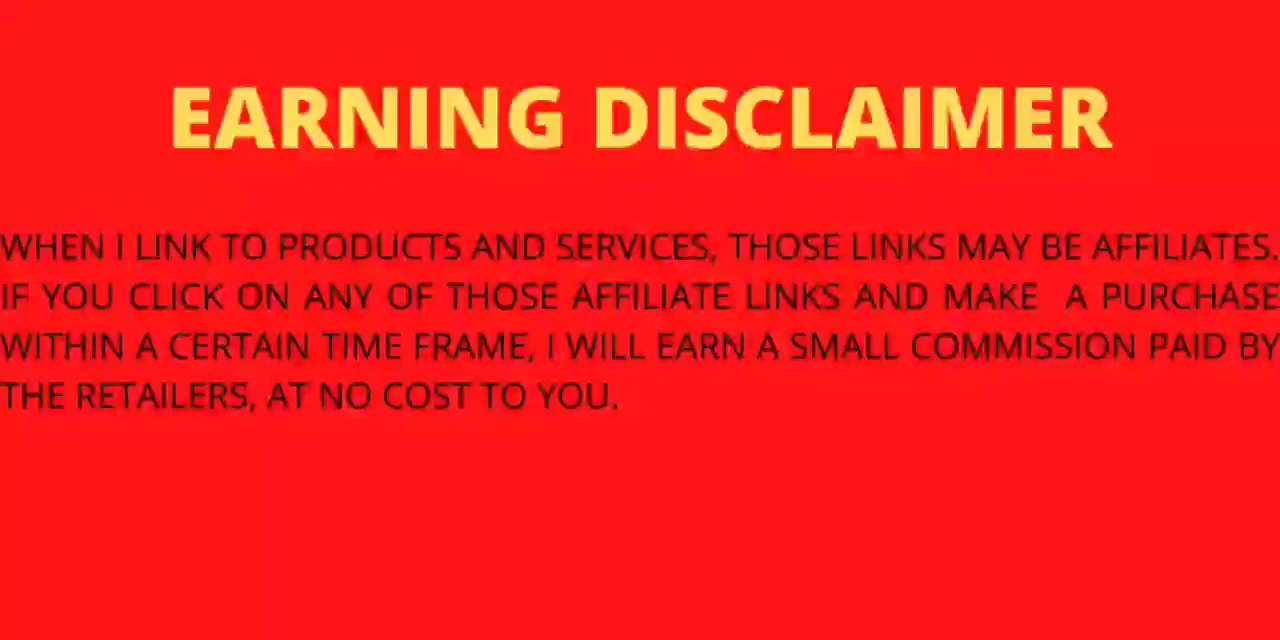 EARNING DISCLAIMER
WHEN I LINK TO PRODUCTS AND SERVICES, THOSE LINKS MAY BE AFFILIATES.
IF YOU CLICK ON ANY OF THOSE AFFILIATE LINKS AND MAKE A PURCHASE
WITHIN A CERTAIN TIME FRAME, I WILL EARN A SMALL COMMISSION PAID BY
THE RETAILERS, AT NO COST TO YOU.